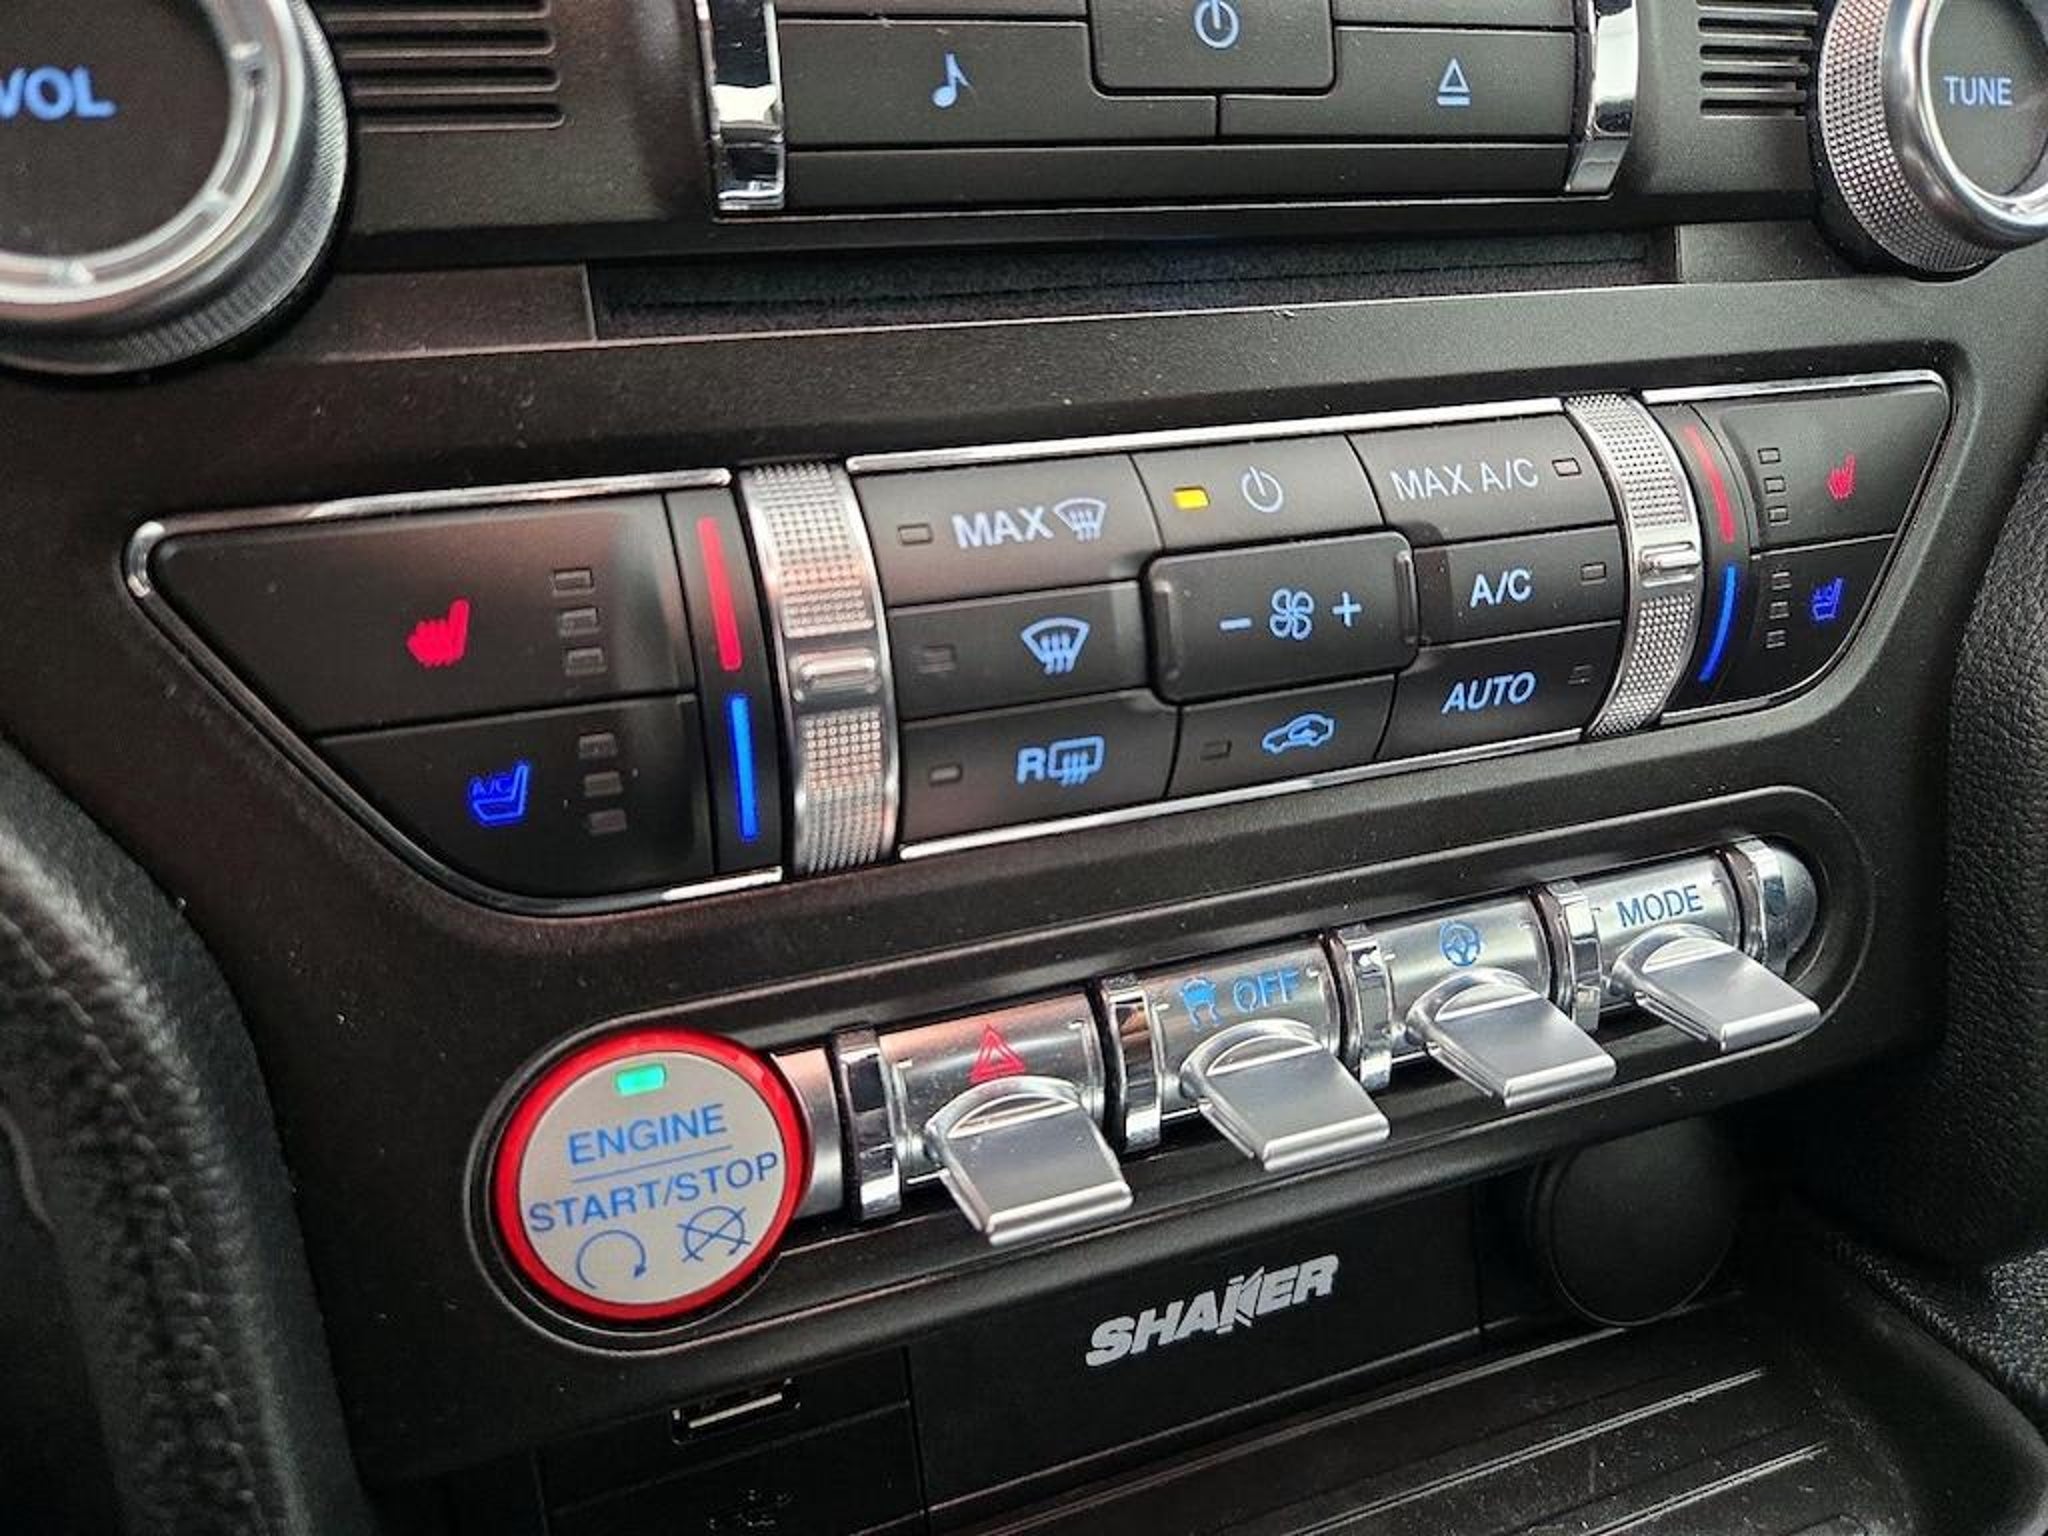 VOL
TUNE
MAX
MAX A/C
- +
A/C
R
AUTO
A/C
OFF
MODE
ENGINE
START/STOP
SHAKER